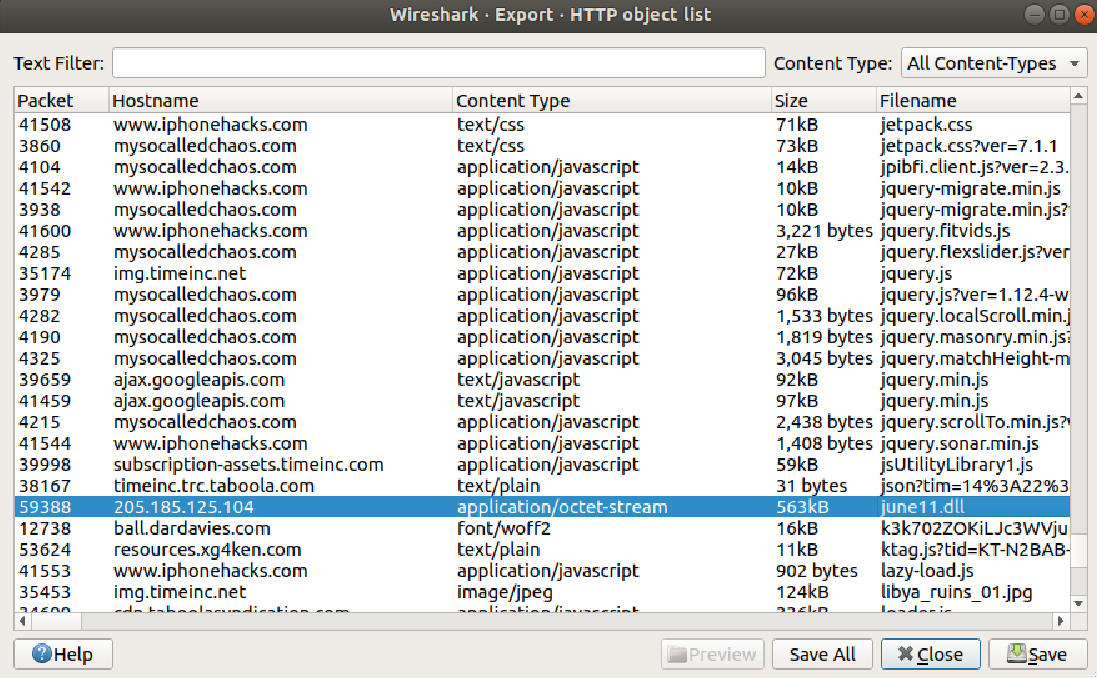 Wireshark · Export · HTTP object list
Text Filter: Content Type: All Content-Types
Packet Hostname Content Type Size Filename
41508 www.iphonehacks.com text/css 71kB jetpack.css
3860 mysocalledchaos.com text/css 73kB jetpack.css?ver=7.1.1
4104 mysocalledchaos.com application/javascript 14kB jpibfi.client.js?ver=2.3.
41542 www.iphonehacks.com application/javascript 10kB jquery-migrate.min.js
3938 mysocalledchaos.com application/javascript 10kB jquery-migrate.min.js?
41600 www.iphonehacks.com application/javascript 3,221 bytes jquery.fitvids.js
4285 mysocalledchaos.com application/javascript 27kB jquery.flexslider.js?ver
35174 img.timeinc.net application/javascript 72kB jquery.js
3979 mysocalledchaos.com application/javascript 96kB jquery.js?ver=1.12.4-w
4282 mysocalledchaos.com application/javascript 1,533 bytes jquery.localScroll.min.j
4190 mysocalledchaos.com application/javascript 1,819 bytes jquery.masonry.min.js?
4325 mysocalledchaos.com application/javascript 3,045 bytes jquery.matchHeight-m
39659 ajax.googleapis.com text/javascript 92kB jquery.min.js
41459 ajax.googleapis.com text/javascript 97kB jquery.min.js
4215 mysocalledchaos.com application/javascript 2,438 bytes jquery.scrollTo.min.js?
41544 www.iphonehacks.com application/javascript 1,408 bytes jquery.sonar.min.js
39998 subscription-assets.timeinc.com application/javascript 59kB jsUtilityLibrary1.js
38167 timeinc.trc.taboola.com text/plain 31 bytes json?tim=14%3A22%3
59388 205.185.125.104 application/octet-stream 563kB june11.dll
12738 ball.dardavies.com font/woff2 16kB k3k702ZOKiLJc3WVju
53624 resources.xg4ken.com text/plain 11kB ktag.js?tid=KT-N2BAB-
41553 www.iphonehacks.com application/javascript 902 bytes lazy-load.js
35453 img.timeinc.net image/jpeg 124kB libya_ruins_01.jpg
Help Preview Save All Close Save